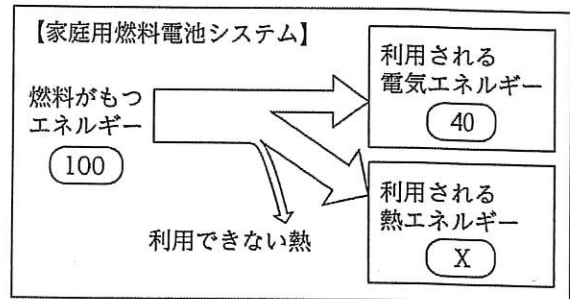 【家庭用燃料電池システム】
燃料がもつ
エネルギー
100
利用される
電気エネルギー
40
利用できない熱
利用される
熱エネルギー
X